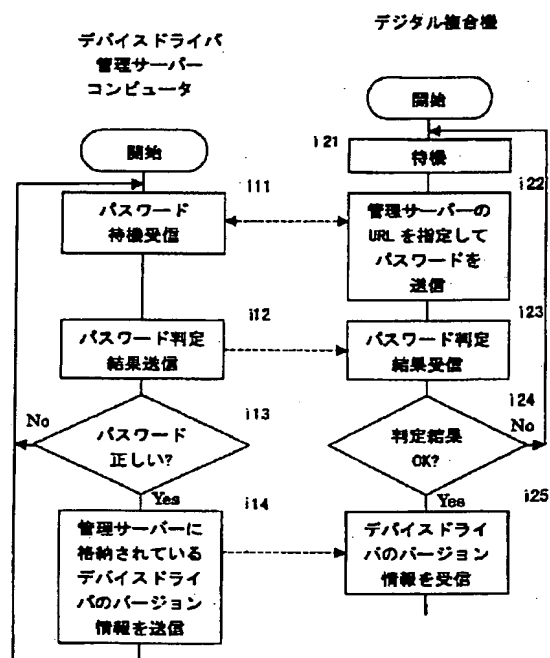 デバイスドライバ
管理サーバー
コンピュータ
開始
i11
パスワード
待機受信
i12
パスワード判定
結果送信
i13
No
パスワード
正しい?
Yes
i14
管理サーバーに
格納されている
デバイスドライ
バのバージョン
情報を送信
デジタル複合機
開始
i21
待機
i22
管理サーバーの
URLを指定して
パスワードを
送信
i23
パスワード判定
結果受信
i24
判定結果
OK?
No
Yes
i25
デバイスドライ
バのバージョン
情報を受信